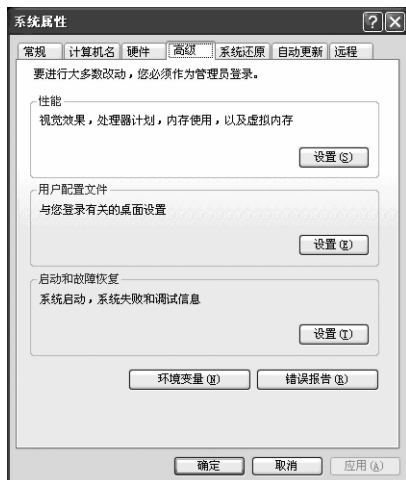 系统属性
常规 计算机名 硬件 高级 系统还原 自动更新 远程
要进行大多数改动，您必须作为管理员登录。
性能
视觉效果，处理器计划，内存使用，以及虚拟内存
设置(S)
用户配置文件
与您登录有关的桌面设置
设置(E)
启动和故障恢复
系统启动，系统失败和调试信息
设置(T)
环境变量(N) 错误报告(R)
确定 取消 应用(A)